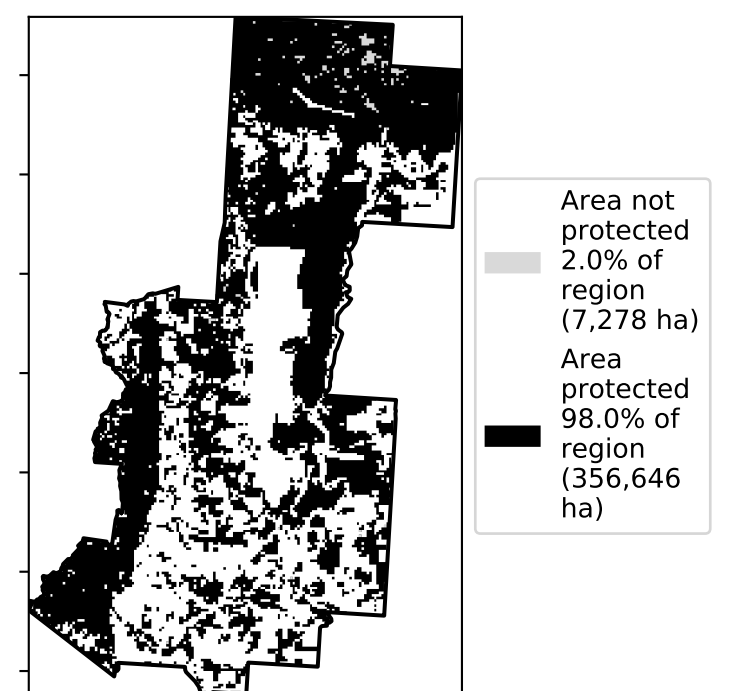 Area not
protected
2.0% of
region
(7,278 ha)
Area
protected
98.0% of
region
(356,646
ha)